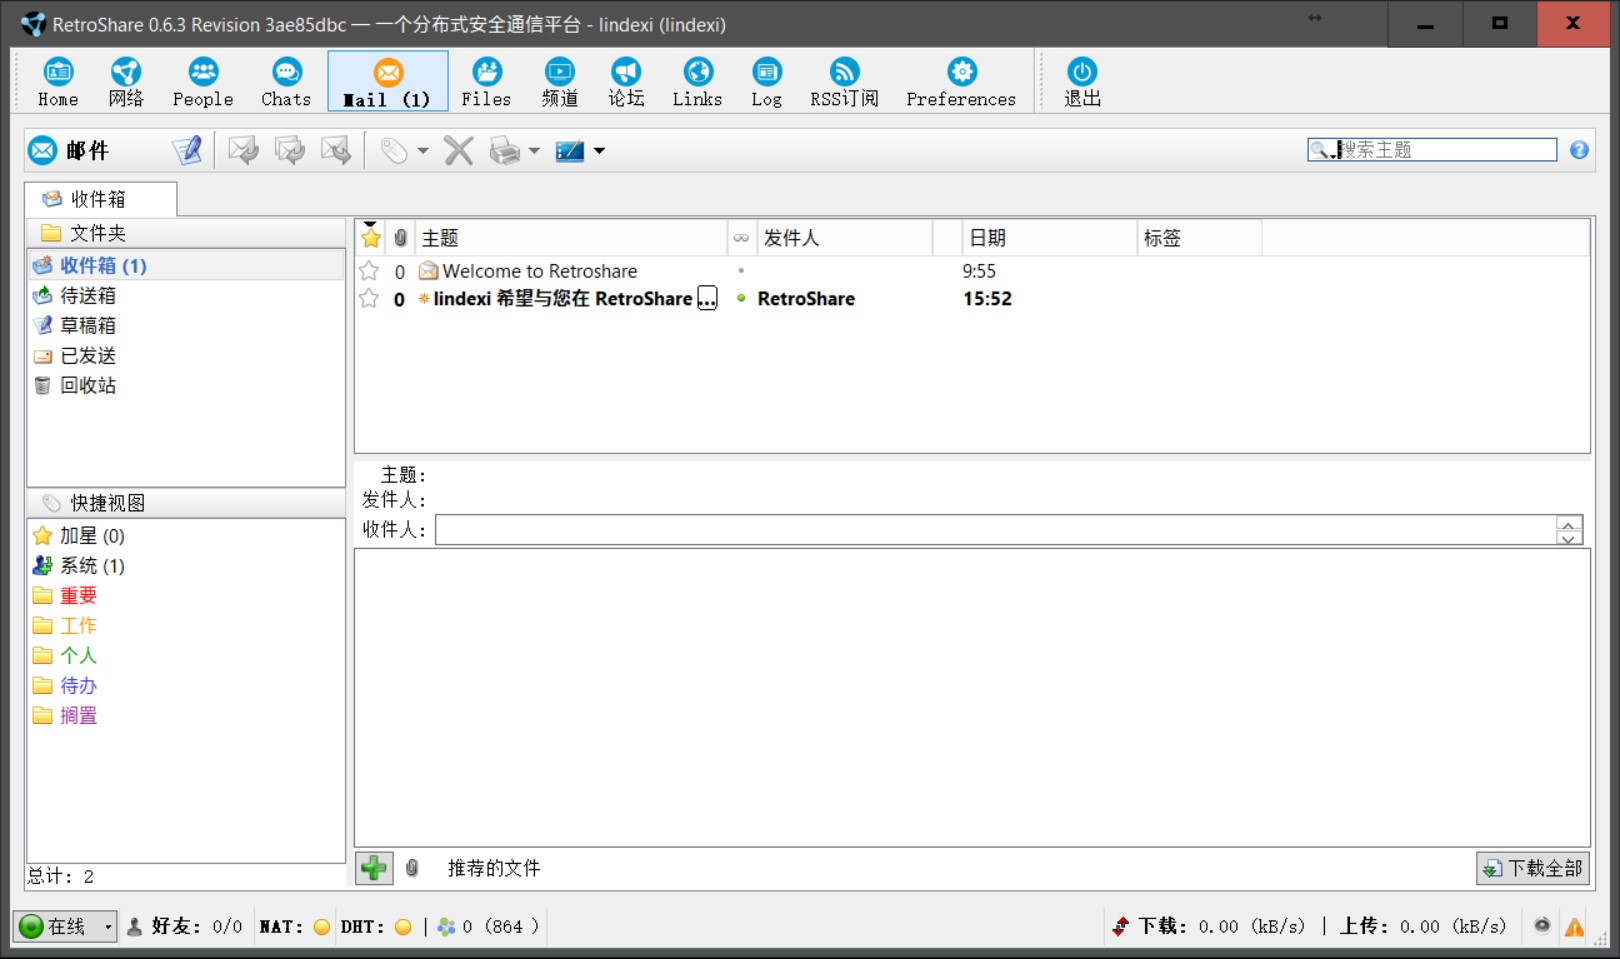 RetroShare 0.6.3 Revision 3ae85dbc — 一个分布式安全通信平台 - lindexi (lindexi)
Home 网络 People Chats Mail (1) Files 频道 论坛 Links Log RSS订阅 Preferences 退出
邮件 搜索主题
收件箱
文件夹
收件箱 (1)
待送箱
草稿箱
已发送
回收站
快捷视图
加星 (0)
系统 (1)
重要
工作
个人
待办
搁置
总计: 2
主题 发件人 日期 标签
0 Welcome to Retroshare 9:55
0 lindexi 希望与您在 RetroShare ... RetroShare 15:52
主题:
发件人:
收件人:
推荐的文件 下载全部
在线 好友: 0/0 NAT: DHT: | 0 (864 ) 下载: 0.00 (kB/s) | 上传: 0.00 (kB/s)